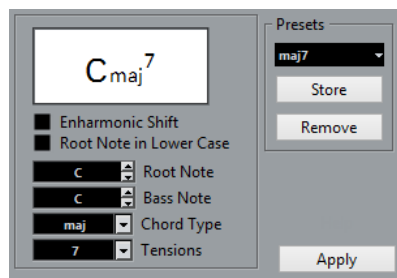 Cmaj7
Enharmonic Shift
Root Note in Lower Case
C Root Note
C Bass Note
maj Chord Type
7 Tensions
Presets
maj7
Store
Remove
Apply